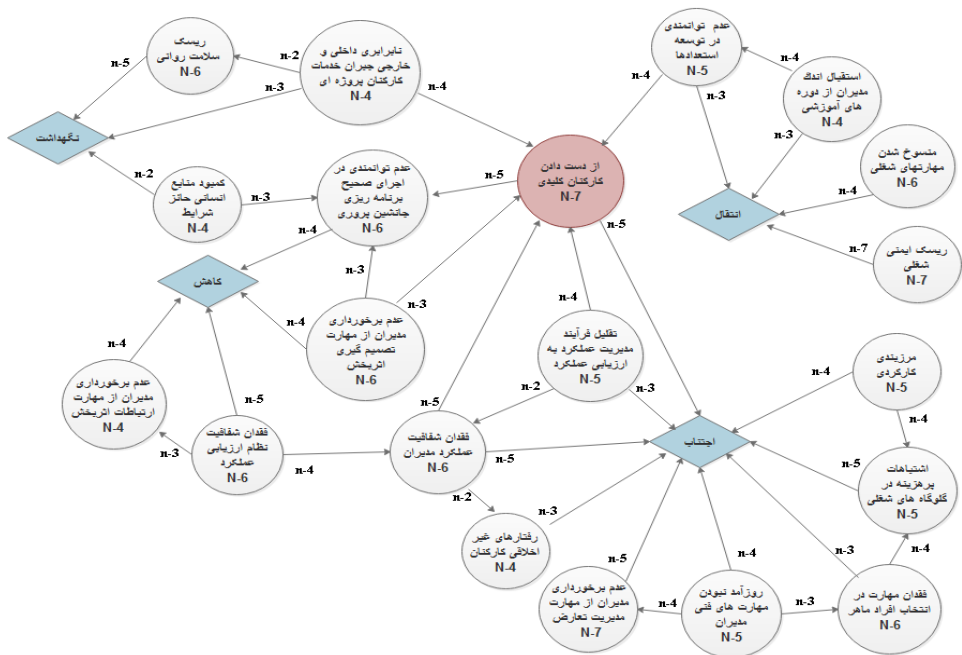 عدم توانمندی
در توسعه
استعدادها
N-5
استقبال اندک
مدیران از دوره
های آموزشی
N-4
منسوخ شدن
مهارتهای شغلی
N-6
ریسک ایمنی
شغلی
N-7
انتقال
n-4
n-3
n-3
n-4
n-7
n-4
نابرابری داخلی و
خارجی جبران خدمات
کارکنان پروژه ای
N-4
ریسک
سلامت روانی
N-6
نگهداشت
n-2
n-5
n-3
n-4
n-2
از دست دادن
کارکنان کلیدی
N-7
n-5
n-5
عدم توانمندی در
اجرای صحیح
برنامه ریزی
جانشین پروری
N-6
کمبود منابع
انسانی حائز
شرایط
N-4
n-3
n-4
n-3
n-3
کاهش
عدم برخورداری
مدیران از مهارت
تصمیم گیری
اثربخش
N-6
n-4
n-4
n-5
عدم برخورداری
مدیران از مهارت
ارتباطات اثربخش
N-4
فقدان شفافیت
نظام ارزیابی
عملکرد
N-6
n-3
n-4
تقلیل فرآیند
مدیریت عملکرد به
ارزیابی عملکرد
N-5
n-4
n-2
n-3
n-5
فقدان شفافیت
عملکرد مدیران
N-6
n-5
n-2
اجتناب
مرزبندی
کارکردی
N-5
n-4
n-4
اشتباهات
پرهزینه در
گلوگاه های شغلی
N-5
n-5
رفتارهای غیر
اخلاقی کارکنان
N-4
n-3
n-5
n-4
n-3
n-4
عدم برخورداری
مدیران از مهارت
مدیریت تعارض
N-7
روزآمد نبودن
مهارت های فنی
مدیران
N-5
فقدان مهارت در
انتخاب افراد ماهر
N-6
n-4
n-3